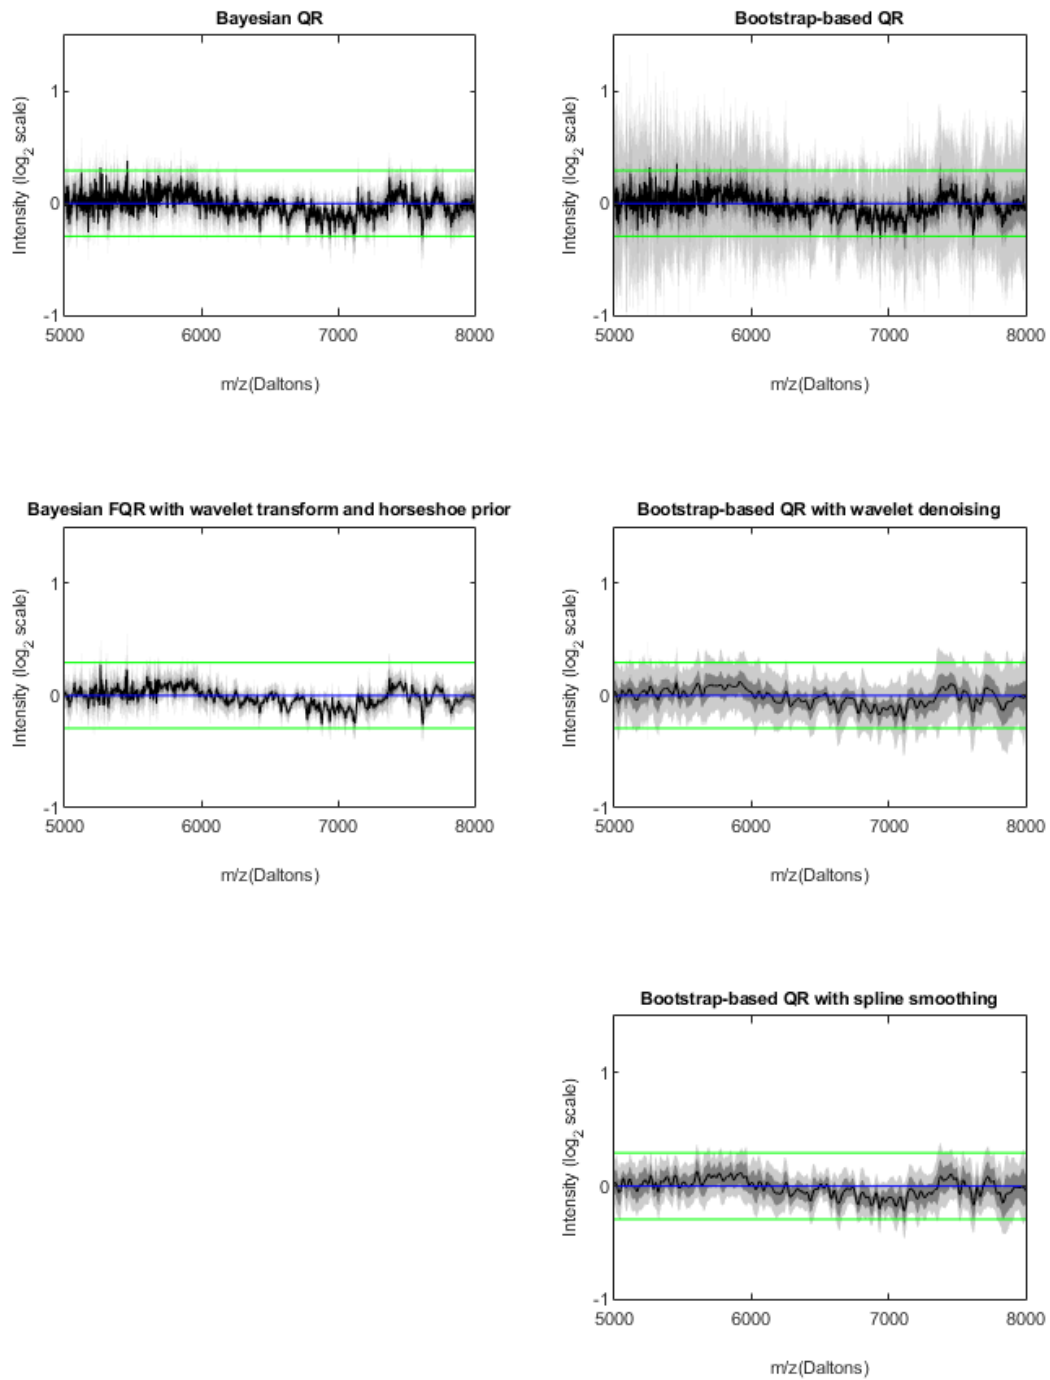 Bayesian QR
Intensity (log2 scale)
1
0
-1
5000 6000 7000 8000
m/z(Daltons)
Bootstrap-based QR
Intensity (log2 scale)
1
0
-1
5000 6000 7000 8000
m/z(Daltons)
Bayesian FQR with wavelet transform and horseshoe prior
Intensity (log2 scale)
1
0
-1
5000 6000 7000 8000
m/z(Daltons)
Bootstrap-based QR with wavelet denoising
Intensity (log2 scale)
1
0
-1
5000 6000 7000 8000
m/z(Daltons)
Bootstrap-based QR with spline smoothing
Intensity (log2 scale)
1
0
-1
5000 6000 7000 8000
m/z(Daltons)